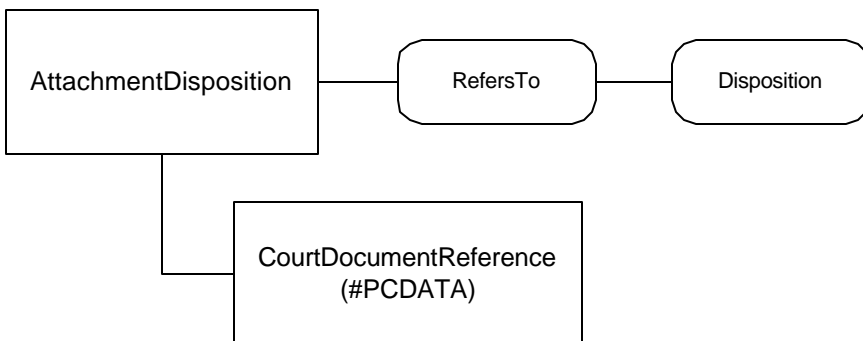 AttachmentDisposition
RefersTo
Disposition
CourtDocumentReference
(#PCDATA)